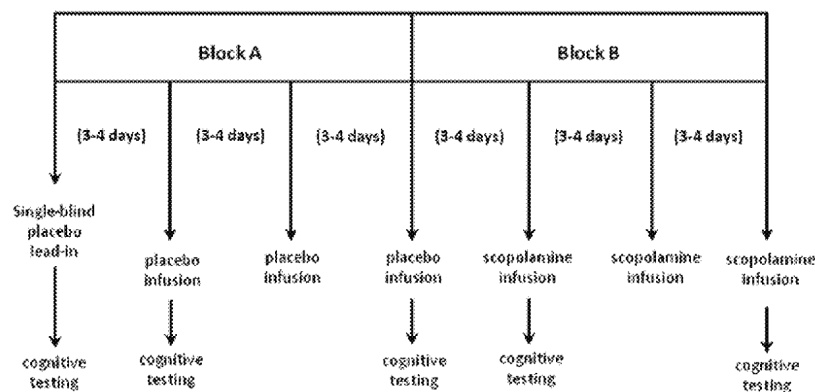 Block A
Block B
(3-4 days)
(3-4 days)
(3-4 days)
(3-4 days)
(3-4 days)
(3-4 days)
Single-blind
placebo
lead-in
placebo
infusion
placebo
infusion
placebo
infusion
scopolamine
infusion
scopolamine
infusion
scopolamine
infusion
cognitive
testing
cognitive
testing
cognitive
testing
cognitive
testing
cognitive
testing